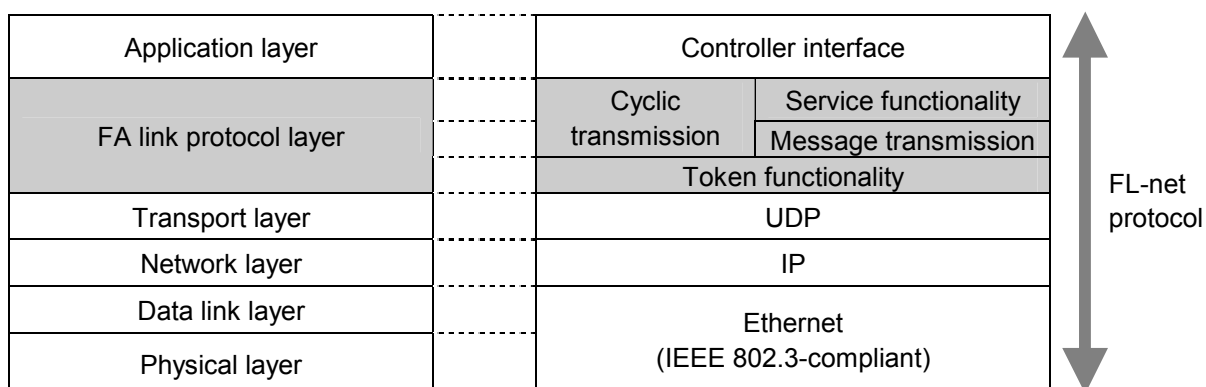 Application layer
Controller interface
FA link protocol layer
Cyclic
transmission
Service functionality
Message transmission
Token functionality
Transport layer
UDP
Network layer
IP
Data link layer
Physical layer
Ethernet
(IEEE 802.3-compliant)
FL-net
protocol